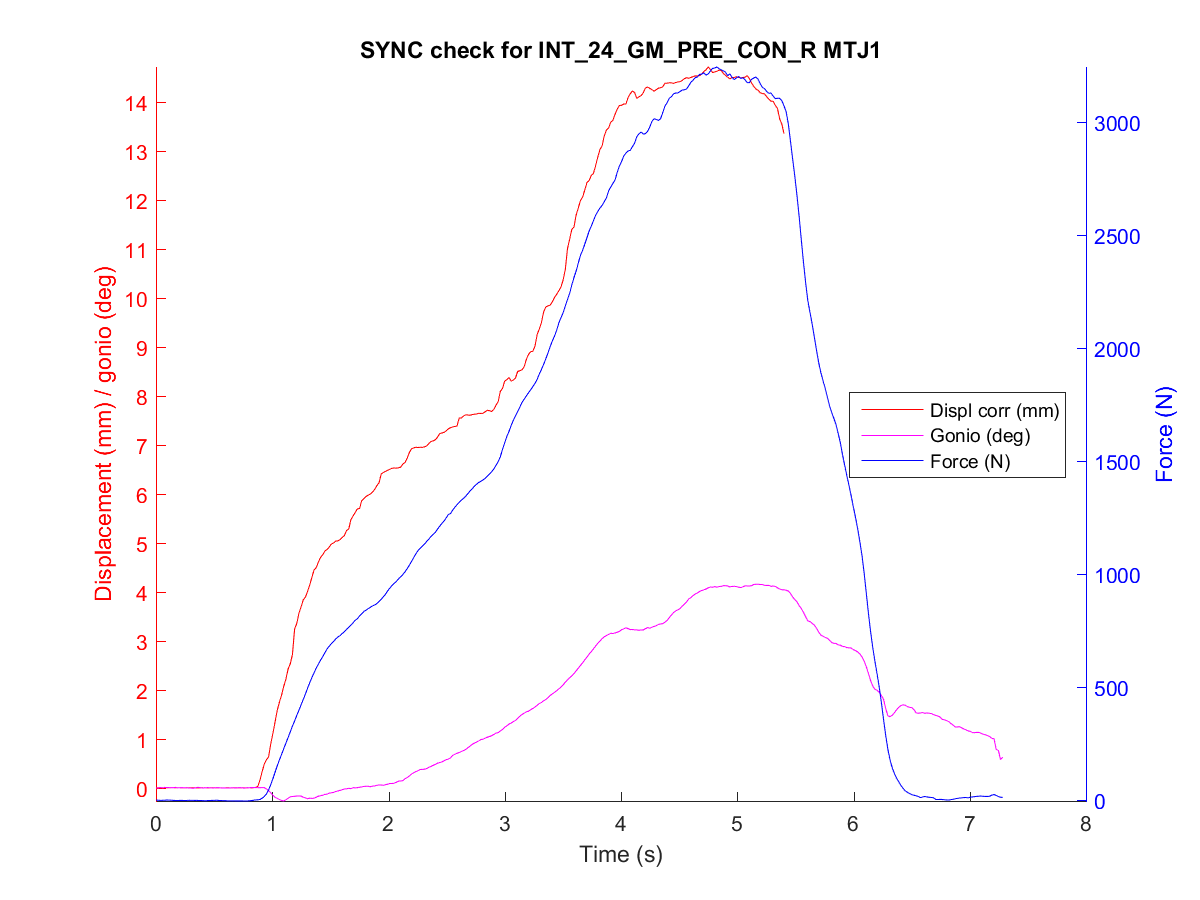 SYNC check for INT_24_GM_PRE_CON_R MTJ1
14
13
12
11
10
9
8
7
6
5
4
3
2
1
0
Displacement (mm) / gonio (deg)
3000
2500
2000
1500
1000
500
0
Force (N)
Displ corr (mm)
Gonio (deg)
Force (N)
0 1 2 3 4 5 6 7 8
Time (s)